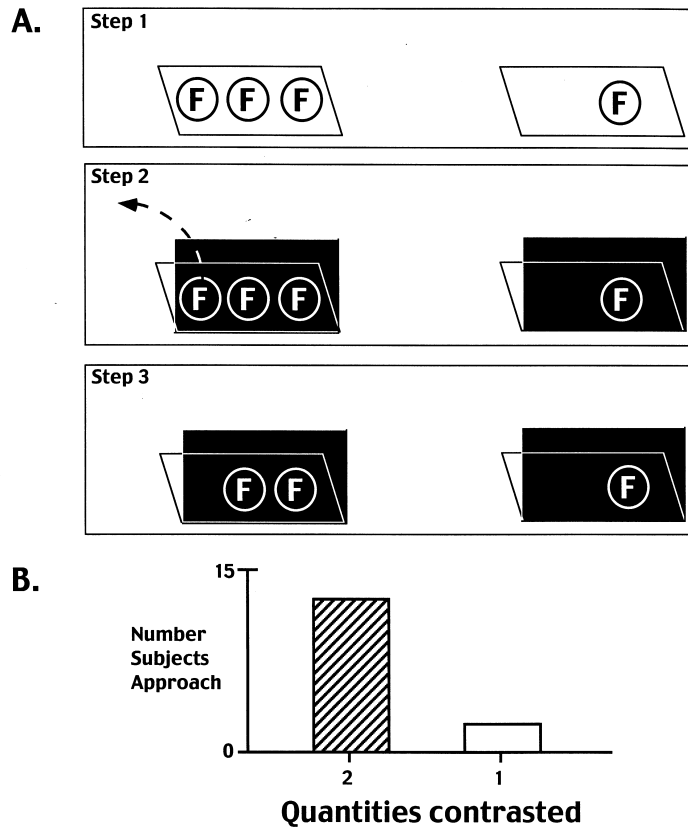 A.
Step 1
F F F F
Step 2
F F F F
Step 3
F F F
B.
15
Number
Subjects
Approach
0
2 1
Quantities contrasted